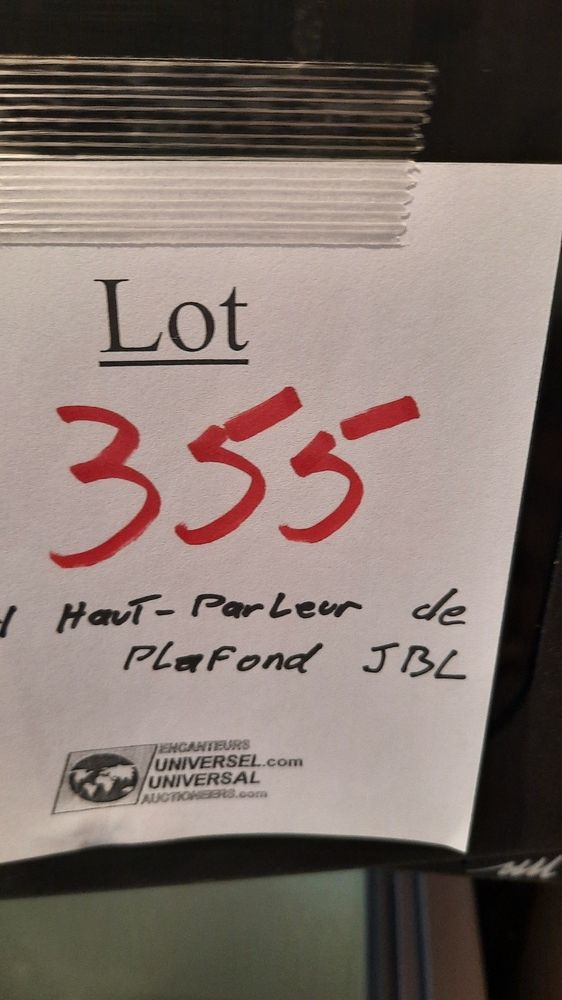 Lot
355
Haut-Parleur de
Plafond JBL
ENCANTEURS
UNIVERSEL.com
UNIVERSAL
AUCTIONEERS.com